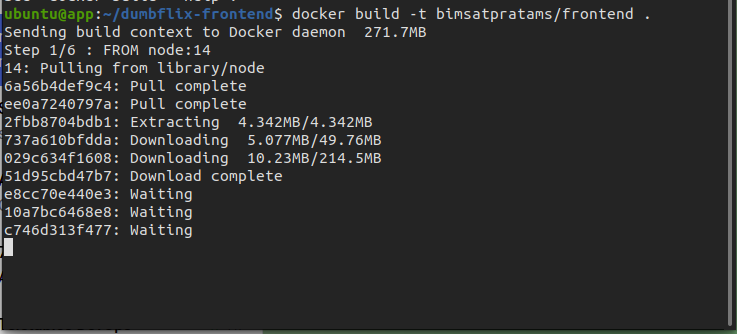 ubuntu@app:~/dumbflix-frontend$ docker build -t bimsatpratams/frontend .
Sending build context to Docker daemon  271.7MB
Step 1/6 : FROM node:14
14: Pulling from library/node
6a56b4def9c4: Pull complete
ee0a7240797a: Pull complete
2fbb8704bdb1: Extracting  4.342MB/4.342MB
737a610bfdda: Downloading  5.077MB/49.76MB
029c634f1608: Downloading  10.23MB/214.5MB
51d95cbd47b7: Download complete
e8cc70e440e3: Waiting
10a7bc6468e8: Waiting
c746d313f477: Waiting